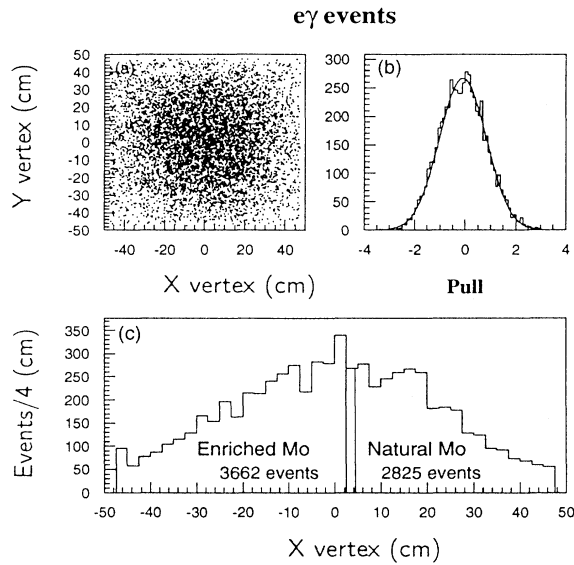 eγ events
(a)
Y vertex (cm)
50
40
30
20
10
0
-10
-20
-30
-40
-50
-40 -20 0 20 40
X vertex (cm)
(b)
300
250
200
150
100
50
0
-4 -2 0 2 4
Pull
(c)
Events/4 (cm)
350
300
250
200
150
100
50
0
Enriched Mo
3662 events
Natural Mo
2825 events
-50 -40 -30 -20 -10 0 10 20 30 40 50
X vertex (cm)